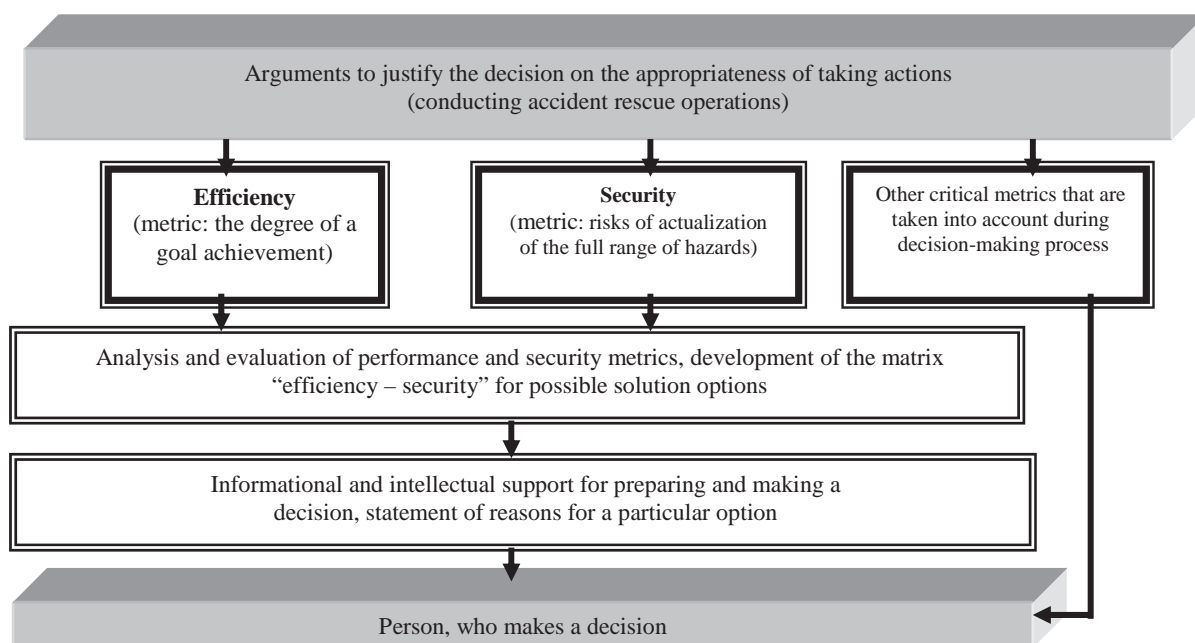 Arguments to justify the decision on the appropriateness of taking actions
(conducting accident rescue operations)
Efficiency
(metric: the degree of a
goal achievement)
Security
(metric: risks of actualization
of the full range of hazards)
Other critical metrics that are
taken into account during
decision-making process
Analysis and evaluation of performance and security metrics, development of the matrix
“efficiency – security” for possible solution options
Informational and intellectual support for preparing and making a
decision, statement of reasons for a particular option
Person, who makes a decision